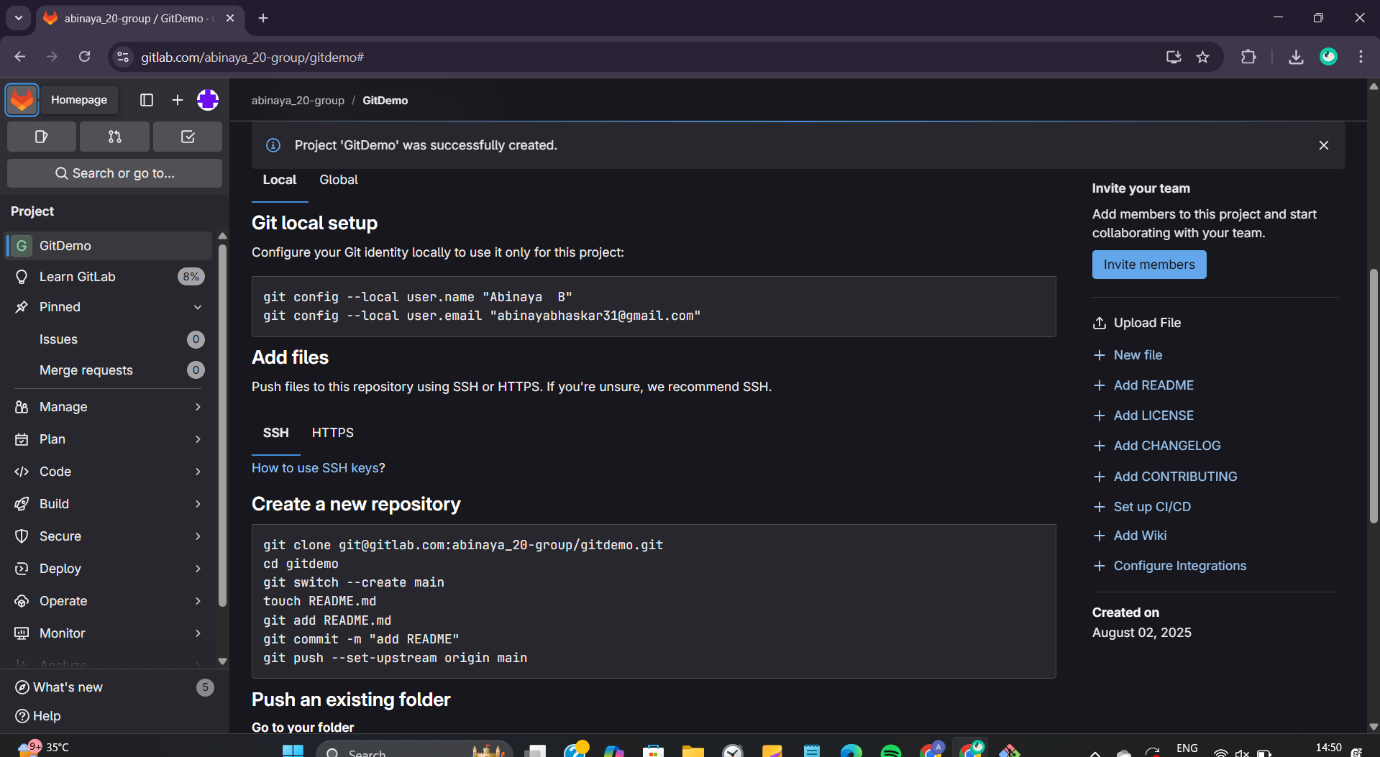 abinaya_20-group / GitDemo ·
gitlab.com/abinaya_20-group/gitdemo#
Homepage
abinaya_20-group / GitDemo
Search or go to...
Project
G GitDemo
Learn GitLab 8%
Pinned
Issues 0
Merge requests 0
Manage
Plan
Code
Build
Secure
Deploy
Operate
Monitor
Analyze
What's new 5
Help
Project 'GitDemo' was successfully created.
Local Global
Git local setup
Configure your Git identity locally to use it only for this project:
git config --local user.name "Abinaya  B"
git config --local user.email "abinayabhaskar31@gmail.com"
Add files
Push files to this repository using SSH or HTTPS. If you're unsure, we recommend SSH.
SSH HTTPS
How to use SSH keys?
Create a new repository
git clone git@gitlab.com:abinaya_20-group/gitdemo.git
cd gitdemo
git switch --create main
touch README.md
git add README.md
git commit -m "add README"
git push --set-upstream origin main
Push an existing folder
Go to your folder
Invite your team
Add members to this project and start
collaborating with your team.
Invite members
Upload File
New file
Add README
Add LICENSE
Add CHANGELOG
Add CONTRIBUTING
Set up CI/CD
Add Wiki
Configure Integrations
Created on
August 02, 2025
9+ 35°C
Search
A
ENG
14:50